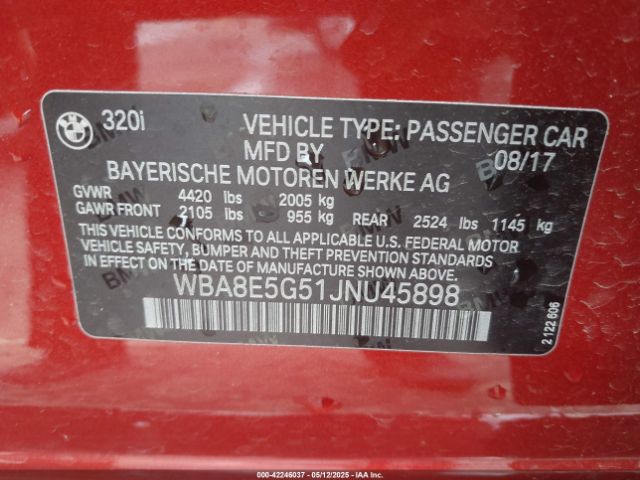 320i VEHICLE TYPE: PASSENGER CAR
MFD BY 08/17
BAYERISCHE MOTOREN WERKE AG
GVWR 4420 lbs 2005 kg
GAWR FRONT 2105 lbs 955 kg REAR 2524 lbs 1145 kg
THIS VEHICLE CONFORMS TO ALL APPLICABLE U.S. FEDERAL MOTOR
VEHICLE SAFETY, BUMPER AND THEFT PREVENTION STANDARDS
IN EFFECT ON THE DATE OF MANUFACTURE SHOWN ABOVE.
WBA8E5G51JNU45898
2 122 606
000-42246037 - 05/12/2025 - IAA Inc.